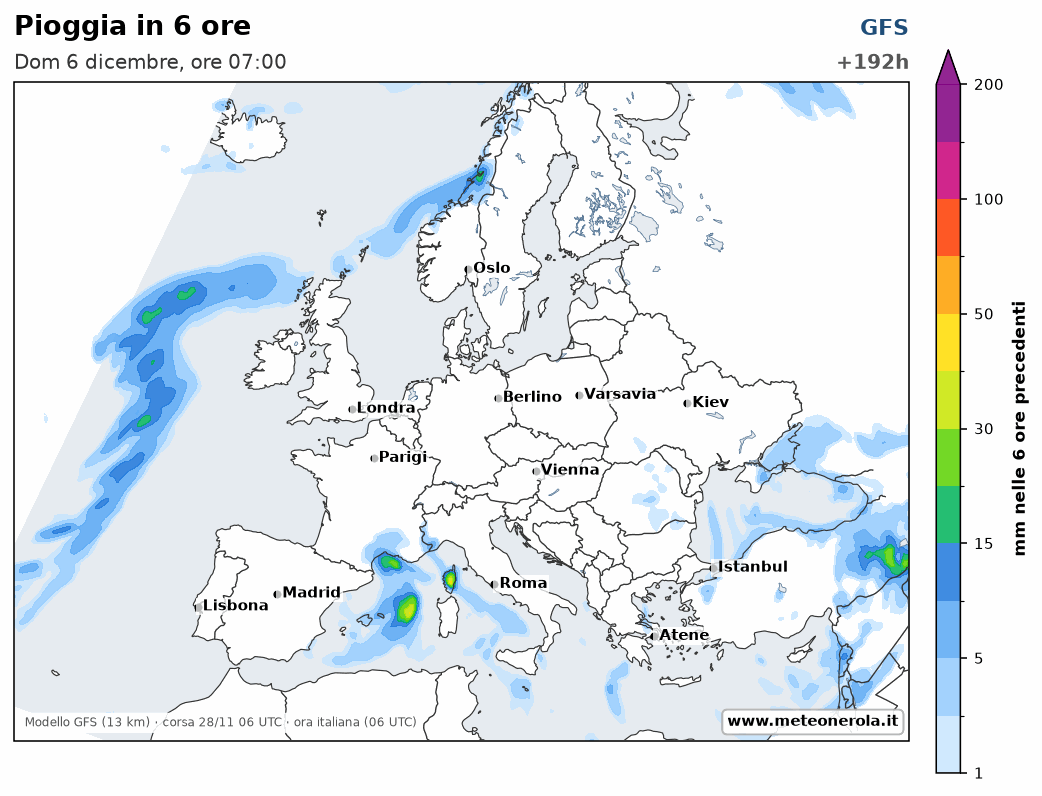 Pioggia in 6 ore
GFS
Dom 6 dicembre, ore 07:00
+192h
200
100
50
30
15
5
1
mm nelle 6 ore precedenti
Oslo
Berlino
Varsavia
Kiev
Londra
Parigi
Vienna
Istanbul
Roma
Madrid
Lisbona
Atene
Modello GFS (13 km) · corsa 28/11 06 UTC · ora italiana (06 UTC)
www.meteonerola.it